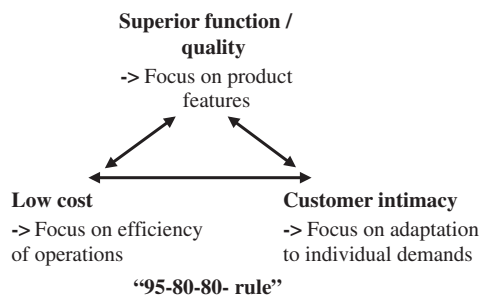 Superior function /
quality
-> Focus on product
features
Low cost
-> Focus on efficiency
of operations
Customer intimacy
-> Focus on adaptation
to individual demands
“95-80-80- rule”